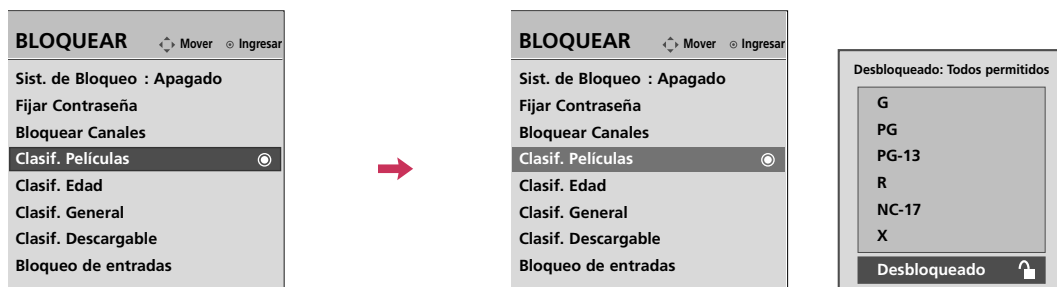 BLOQUEAR Mover Ingresar
Sist. de Bloqueo : Apagado
Fijar Contraseña
Bloquear Canales
Clasif. Películas
Clasif. Edad
Clasif. General
Clasif. Descargable
Bloqueo de entradas
BLOQUEAR Mover Ingresar
Sist. de Bloqueo : Apagado
Fijar Contraseña
Bloquear Canales
Clasif. Películas
Clasif. Edad
Clasif. General
Clasif. Descargable
Bloqueo de entradas
Desbloqueado: Todos permitidos
G
PG
PG-13
R
NC-17
X
Desbloqueado